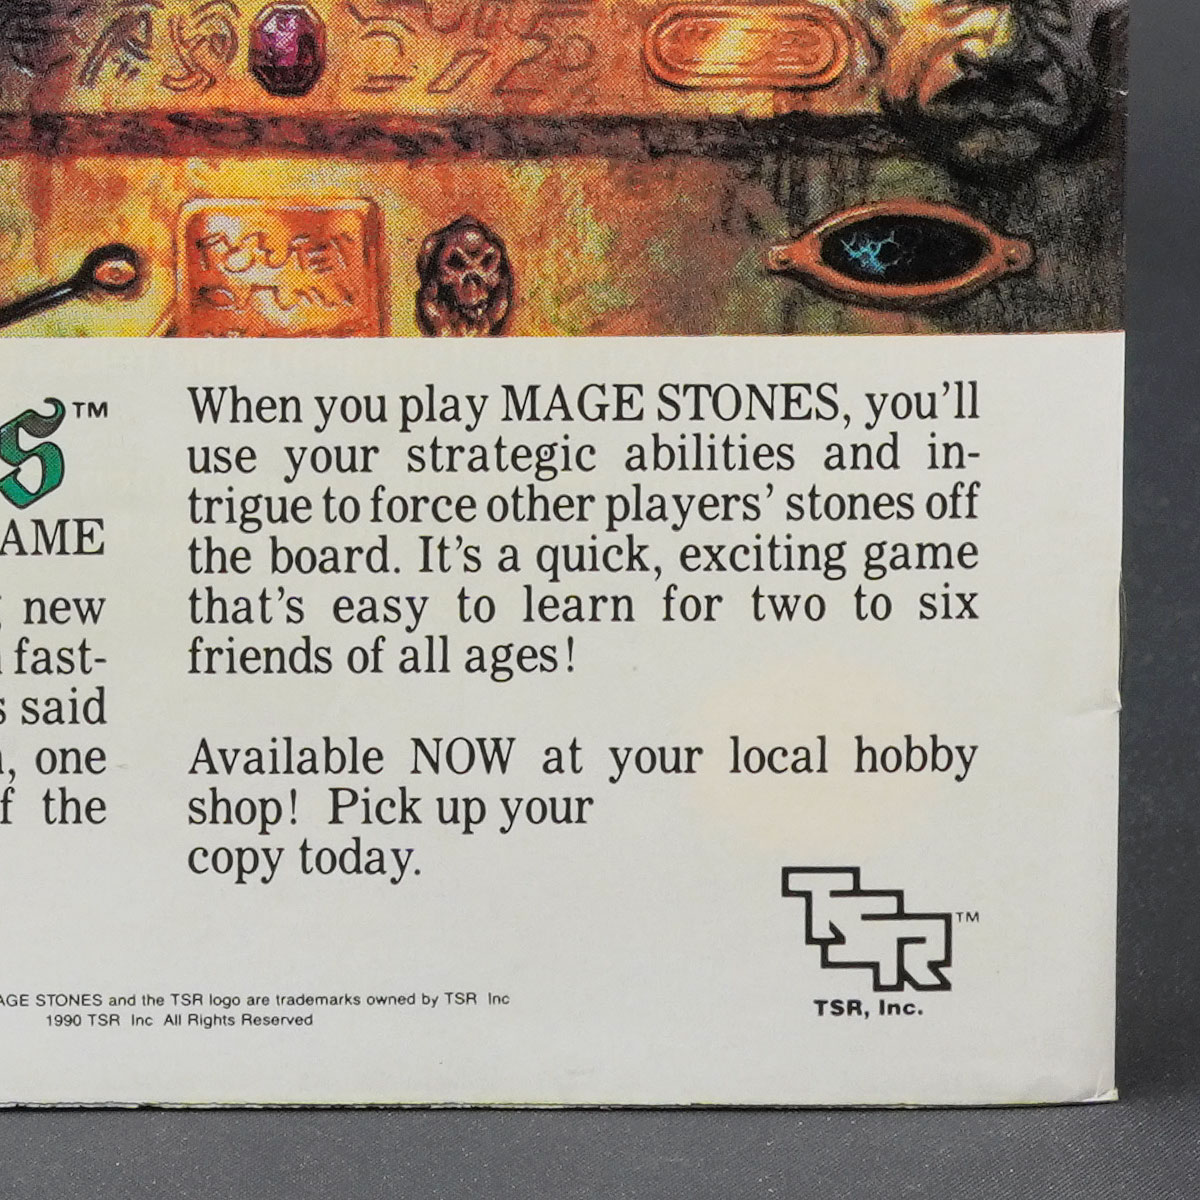 S™
AME
new
fast-
said
, one
f the
When you play MAGE STONES, you'll
use your strategic abilities and in-
trigue to force other players' stones off
the board. It's a quick, exciting game
that's easy to learn for two to six
friends of all ages!
Available NOW at your local hobby
shop! Pick up your
copy today.
TSR™
TSR, Inc.
AGE STONES and the TSR logo are trademarks owned by TSR Inc
1990 TSR Inc All Rights Reserved